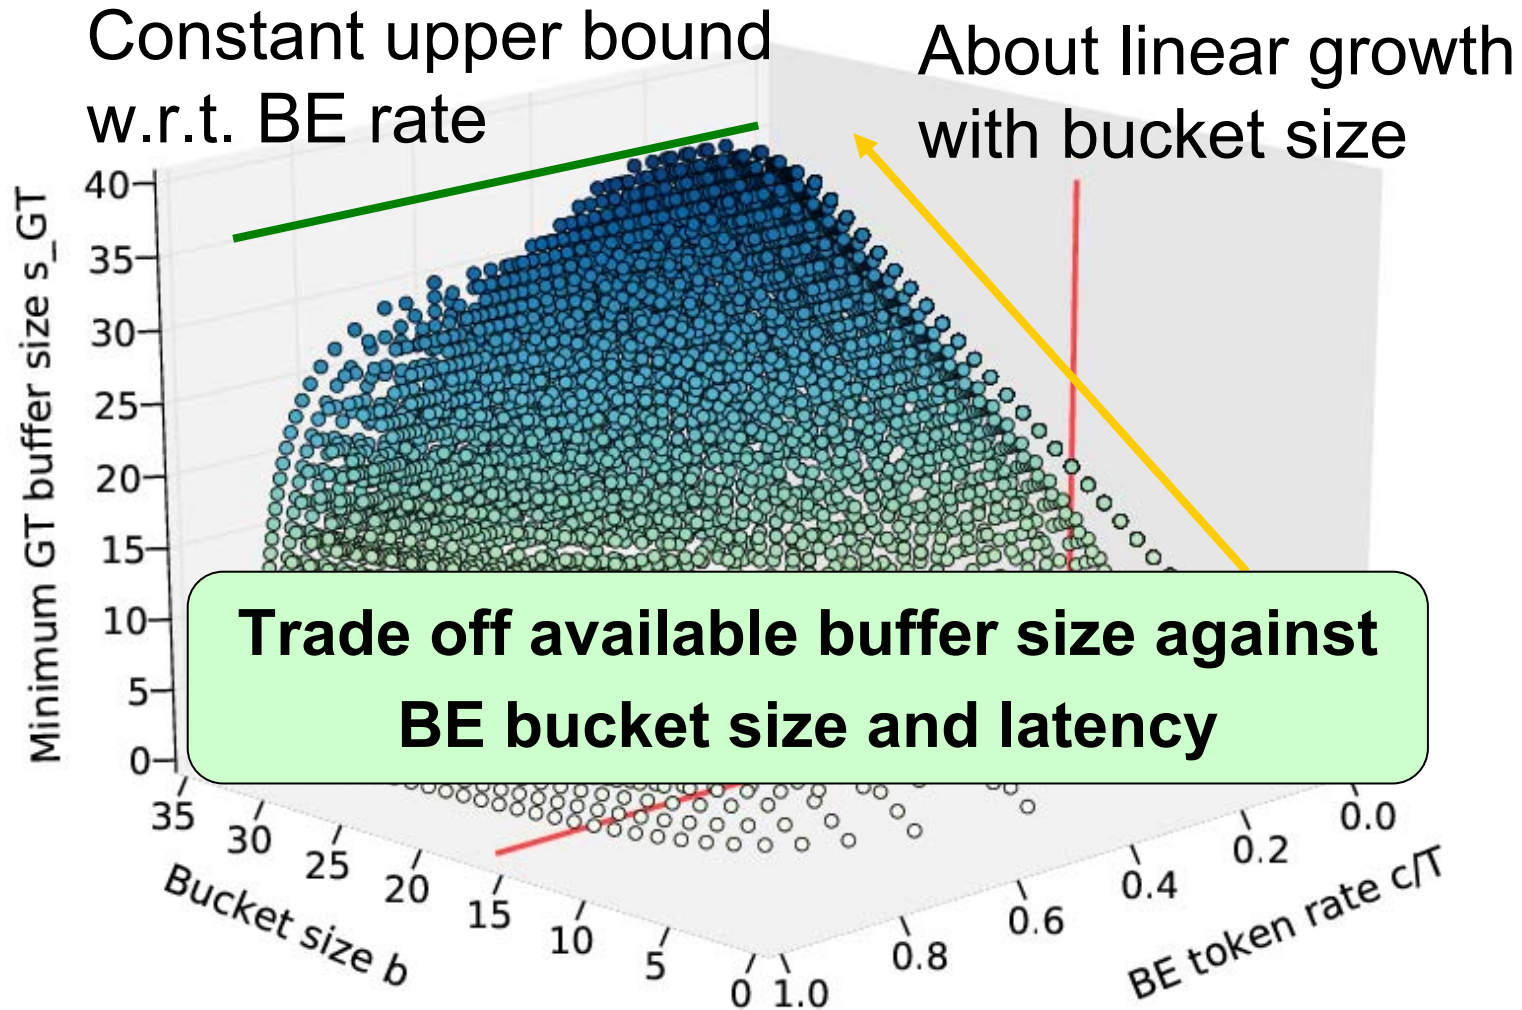 Constant upper bound
w.r.t. BE rate
About linear growth
with bucket size
Minimum GT buffer size s_GT
40
35
30
25
20
15
10
5
0
Trade off available buffer size against
BE bucket size and latency
35
30
25
20
15
10
5
0
Bucket size b
1.0
0.8
0.6
0.4
0.2
0.0
BE token rate c/T